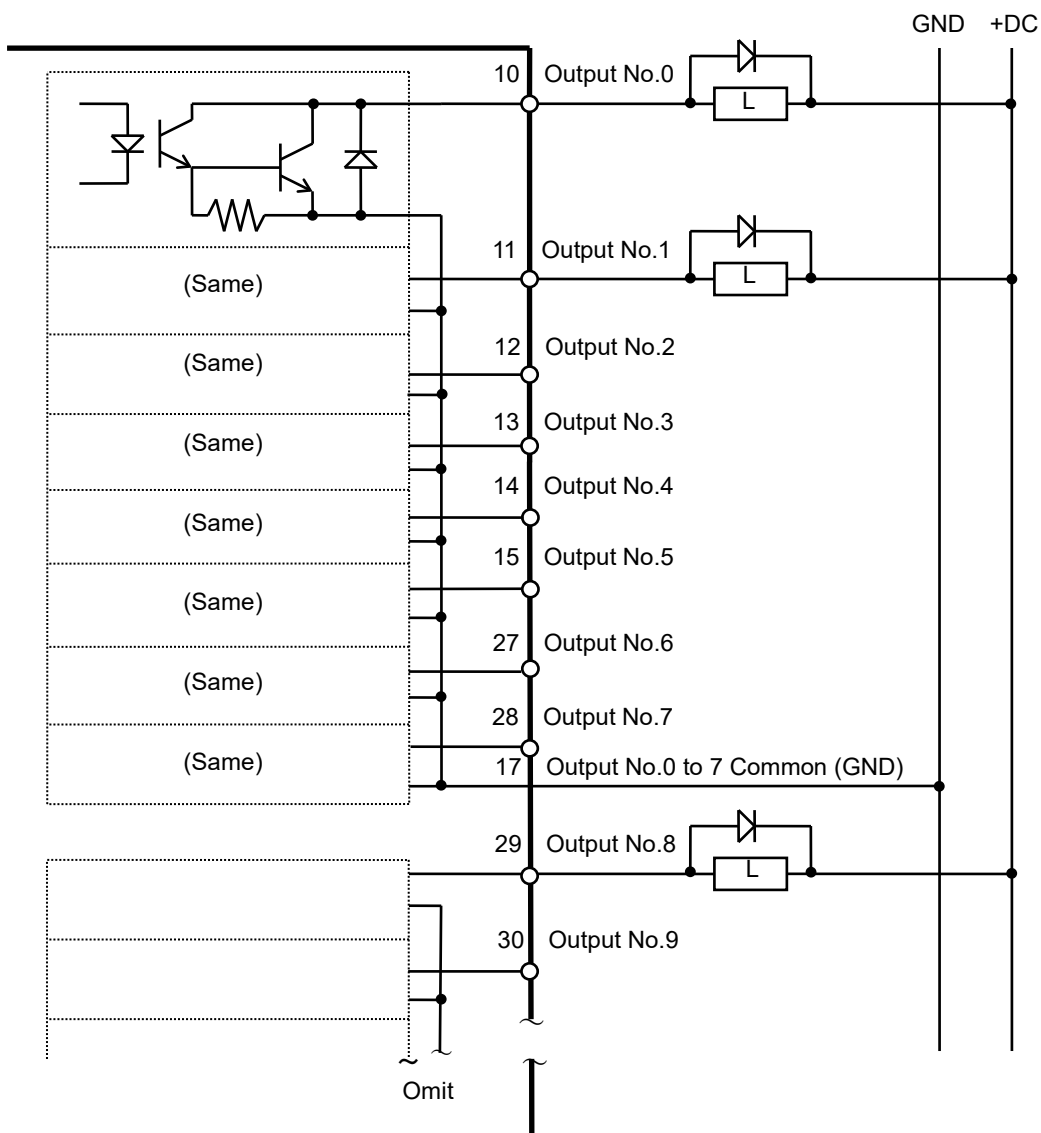 GND +DC
10 Output No.0
L
11 Output No.1
(Same)
L
12 Output No.2
(Same)
13 Output No.3
(Same)
14 Output No.4
(Same)
15 Output No.5
(Same)
27 Output No.6
(Same)
28 Output No.7
(Same)
17 Output No.0 to 7 Common (GND)
29 Output No.8
L
30 Output No.9
Omit